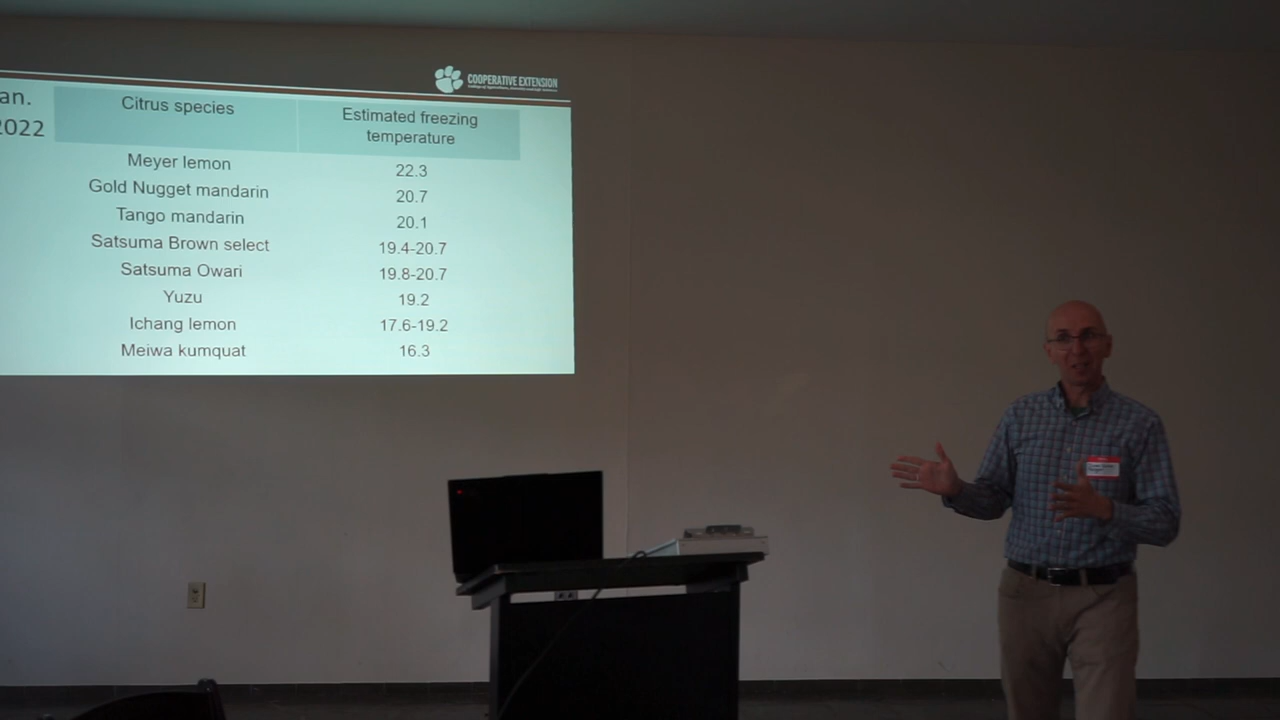 COOPERATIVE EXTENSION
an.
2022
Citrus species
Estimated freezing
temperature
Meyer lemon 22.3
Gold Nugget mandarin 20.7
Tango mandarin 20.1
Satsuma Brown select 19.4-20.7
Satsuma Owari 19.8-20.7
Yuzu 19.2
Ichang lemon 17.6-19.2
Meiwa kumquat 16.3